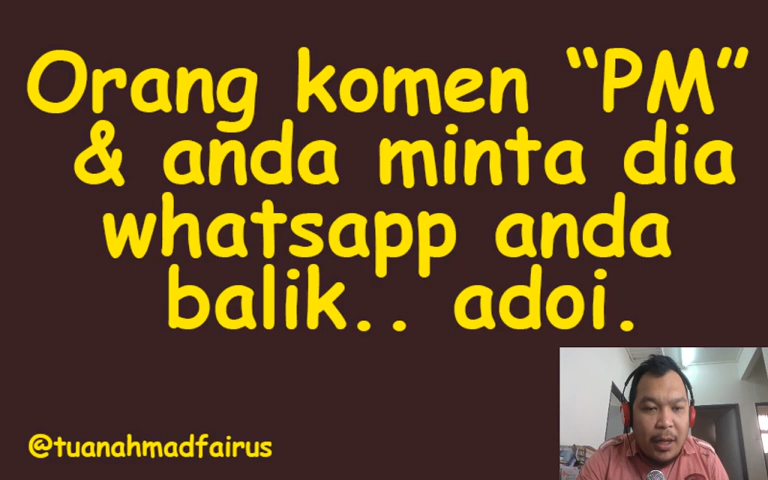 Orang komen “PM”
& anda minta dia
whatsapp anda
balik.. adoi.
@tuanahmadfairus